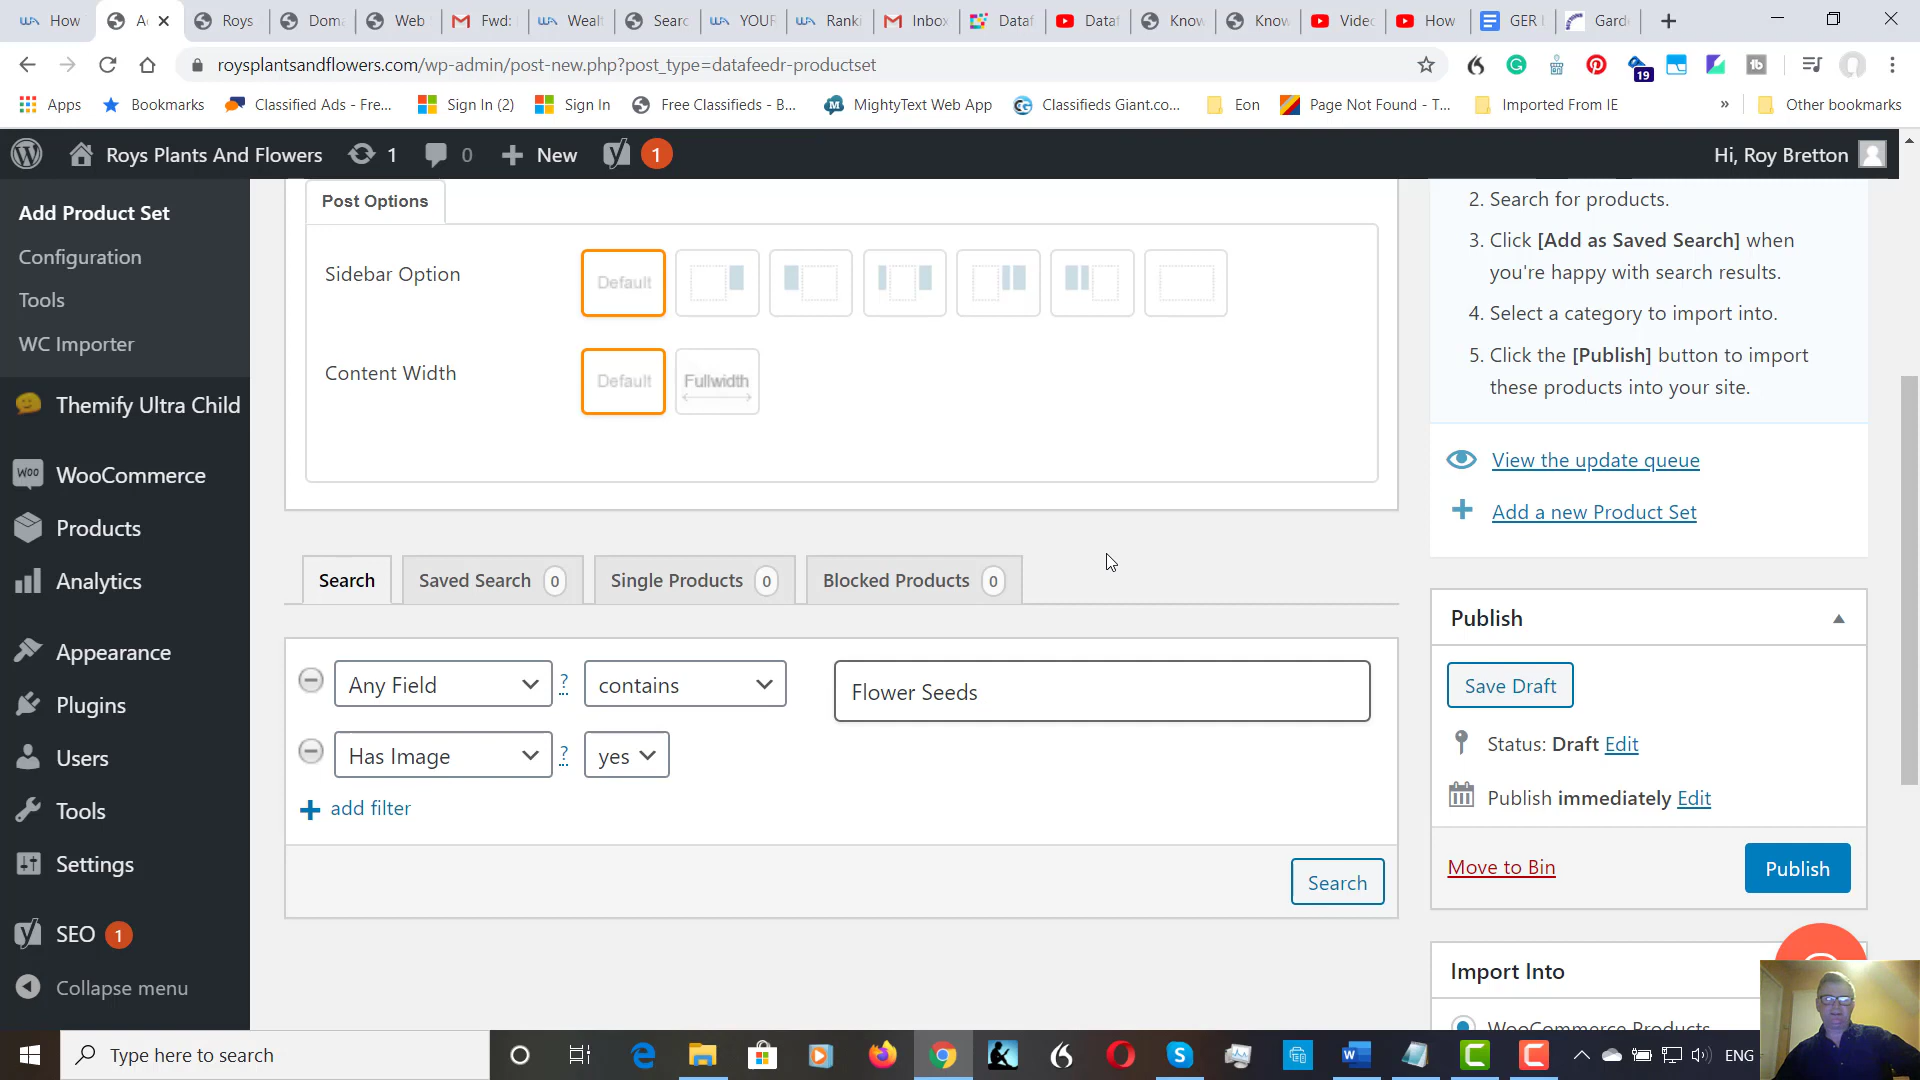 How
A
Roys
Dom
Web
Fwd:
Wealt
Searc
YOUR
Ranki
Inbox
Dataf
Dataf
Know
Know
Vide
How
GER
Gard
roysplantsandflowers.com/wp-admin/post-new.php?post_type=datafeedr-productset
19
Apps
Bookmarks
Classified Ads - Fre...
Sign In (2)
Sign In
Free Classifieds - B...
MightyText Web App
Classifieds Giant.co...
Eon
Page Not Found - T...
Imported From IE
»
Other bookmarks
Roys Plants And Flowers
1
0
New
1
Hi, Roy Bretton
Add Product Set
Configuration
Tools
WC Importer
Themify Ultra Child
WooCommerce
Products
Analytics
Appearance
Plugins
Users
Tools
Settings
SEO 1
Collapse menu
Post Options
Sidebar Option
Default
Content Width
Default
Fullwidth
Search
Saved Search 0
Single Products 0
Blocked Products 0
Any Field
?
contains
Flower Seeds
Has Image
?
yes
add filter
Search
2. Search for products.
3. Click [Add as Saved Search] when
you're happy with search results.
4. Select a category to import into.
5. Click the [Publish] button to import
these products into your site.
View the update queue
Add a new Product Set
Publish
Save Draft
Status: Draft Edit
Publish immediately Edit
Move to Bin
Publish
Import Into
WooCommerce Products
Type here to search
ENG